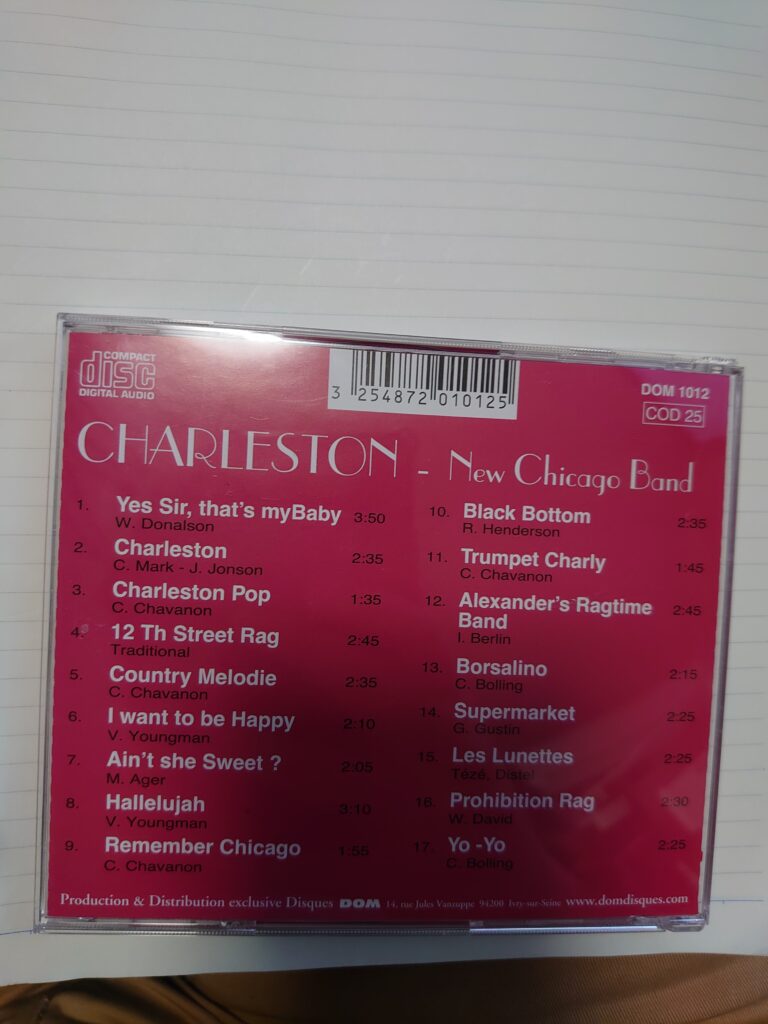 COMPACT
disc
DIGITAL AUDIO
3 254872 010125
DOM 1012
COD 25
CHARLESTON - New Chicago Band
1. Yes Sir, that's myBaby 3:50
W. Donalson
2. Charleston 2:35
C. Mark - J. Jonson
3. Charleston Pop 1:35
C. Chavanon
4. 12 Th Street Rag 2:45
Traditional
5. Country Melodie 2:35
C. Chavanon
6. I want to be Happy 2:10
V. Youngman
7. Ain't she Sweet ? 2:05
M. Ager
8. Hallelujah 3:10
V. Youngman
9. Remember Chicago 1:55
C. Chavanon
10. Black Bottom 2:35
R. Henderson
11. Trumpet Charly 1:45
C. Chavanon
12. Alexander's Ragtime 2:45
Band
I. Berlin
13. Borsalino 2:15
C. Bolling
14. Supermarket 2:25
G. Gustin
15. Les Lunettes 2:25
Tézé, Distel
16. Prohibition Rag 2:30
W. David
17. Yo -Yo 2:25
C. Bolling
Production & Distribution exclusive Disques DOM 14, rue Jules Vanzuppe 94200 Ivry-sur-Seine www.domdisques.com